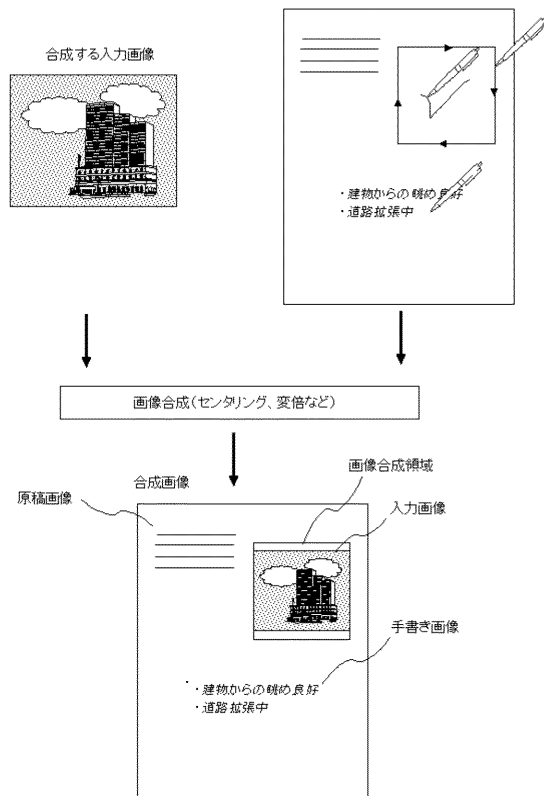 合成する入力画像
・建物からの眺め良好
・道路拡張中
画像合成(センタリング、変倍など)
画像合成領域
合成画像
原稿画像
入力画像
手書き画像
・建物からの眺め良好
・道路拡張中